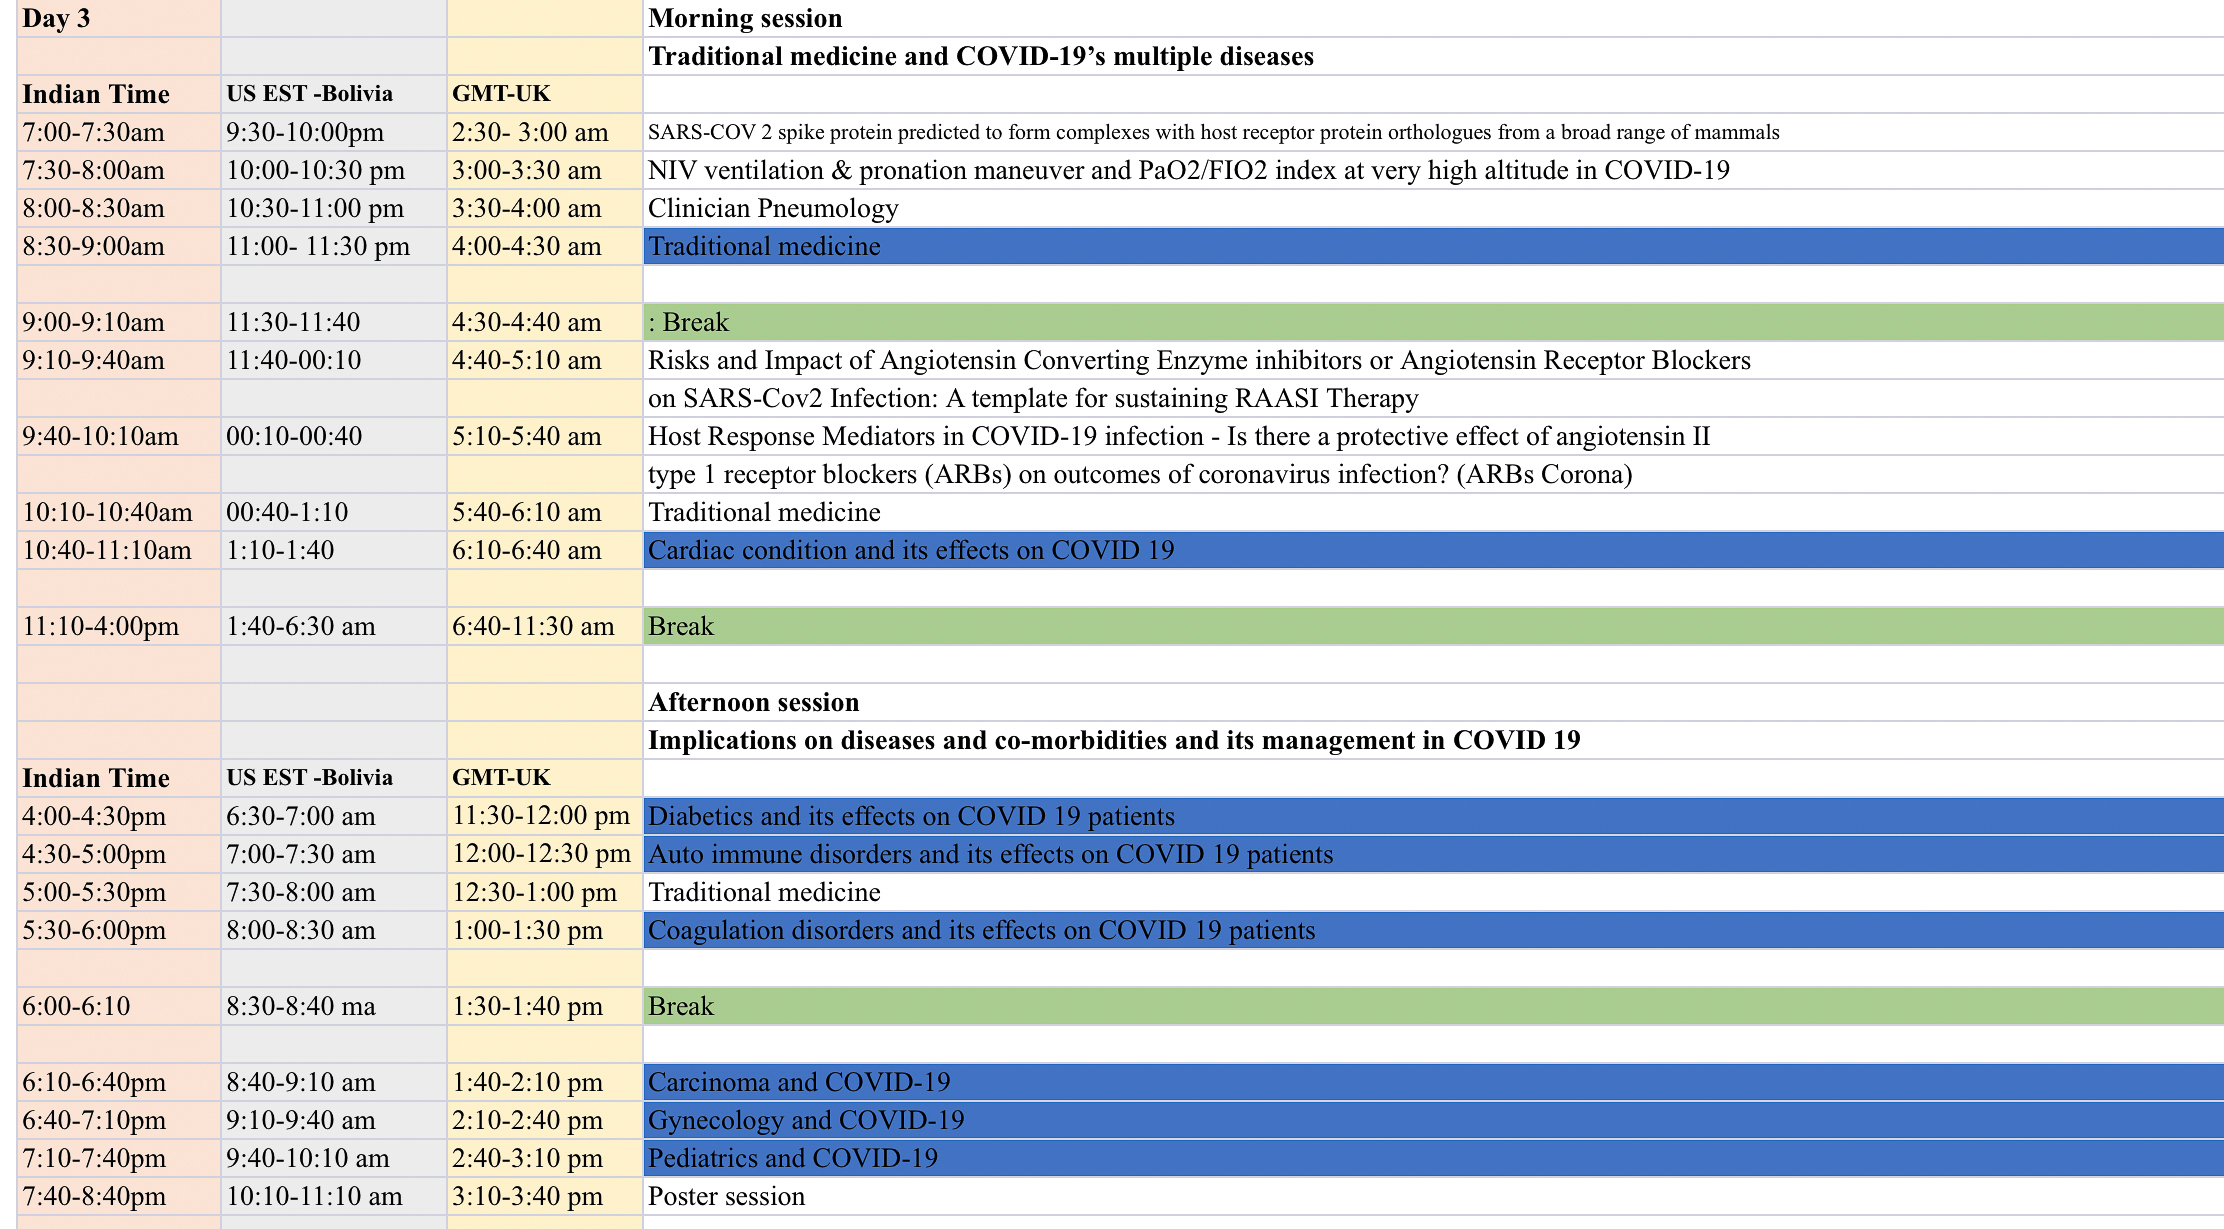 Day 3 Morning session
Traditional medicine and COVID-19’s multiple diseases
Indian Time US EST -Bolivia GMT-UK
7:00-7:30am 9:30-10:00pm 2:30- 3:00 am SARS-COV 2 spike protein predicted to form complexes with host receptor protein orthologues from a broad range of mammals
7:30-8:00am 10:00-10:30 pm 3:00-3:30 am NIV ventilation & pronation maneuver and PaO2/FIO2 index at very high altitude in COVID-19
8:00-8:30am 10:30-11:00 pm 3:30-4:00 am Clinician Pneumology
8:30-9:00am 11:00- 11:30 pm 4:00-4:30 am Traditional medicine
9:00-9:10am 11:30-11:40 4:30-4:40 am : Break
9:10-9:40am 11:40-00:10 4:40-5:10 am Risks and Impact of Angiotensin Converting Enzyme inhibitors or Angiotensin Receptor Blockers
on SARS-Cov2 Infection: A template for sustaining RAASI Therapy
9:40-10:10am 00:10-00:40 5:10-5:40 am Host Response Mediators in COVID-19 infection - Is there a protective effect of angiotensin II
type 1 receptor blockers (ARBs) on outcomes of coronavirus infection? (ARBs Corona)
10:10-10:40am 00:40-1:10 5:40-6:10 am Traditional medicine
10:40-11:10am 1:10-1:40 6:10-6:40 am Cardiac condition and its effects on COVID 19
11:10-4:00pm 1:40-6:30 am 6:40-11:30 am Break
Afternoon session
Implications on diseases and co-morbidities and its management in COVID 19
Indian Time US EST -Bolivia GMT-UK
4:00-4:30pm 6:30-7:00 am 11:30-12:00 pm Diabetics and its effects on COVID 19 patients
4:30-5:00pm 7:00-7:30 am 12:00-12:30 pm Auto immune disorders and its effects on COVID 19 patients
5:00-5:30pm 7:30-8:00 am 12:30-1:00 pm Traditional medicine
5:30-6:00pm 8:00-8:30 am 1:00-1:30 pm Coagulation disorders and its effects on COVID 19 patients
6:00-6:10 8:30-8:40 ma 1:30-1:40 pm Break
6:10-6:40pm 8:40-9:10 am 1:40-2:10 pm Carcinoma and COVID-19
6:40-7:10pm 9:10-9:40 am 2:10-2:40 pm Gynecology and COVID-19
7:10-7:40pm 9:40-10:10 am 2:40-3:10 pm Pediatrics and COVID-19
7:40-8:40pm 10:10-11:10 am 3:10-3:40 pm Poster session